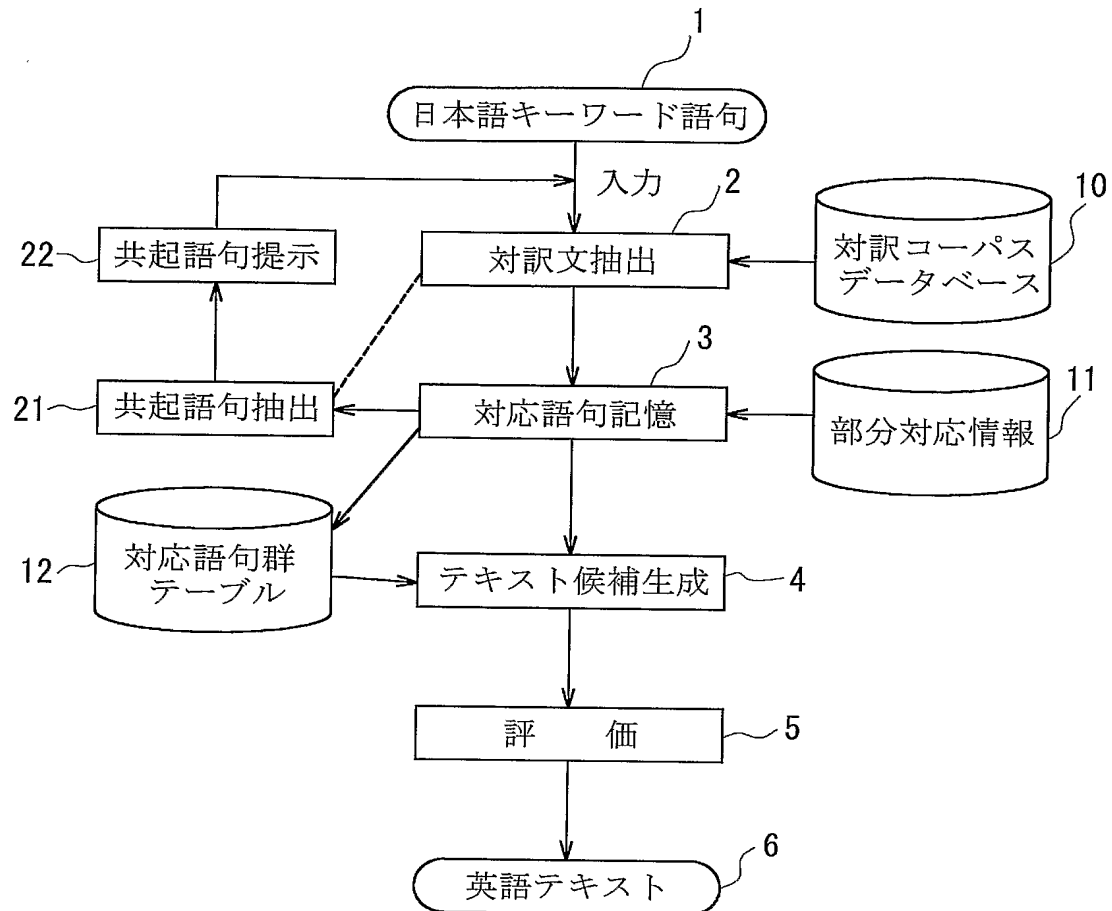 1
日本語キーワード語句
入力
2
10
22
共起語句提示
対訳文抽出
対訳コーパス
データベース
3
11
21
共起語句抽出
対応語句記憶
部分対応情報
12
対応語句群
テーブル
テキスト候補生成
4
評 価
5
6
英語テキスト